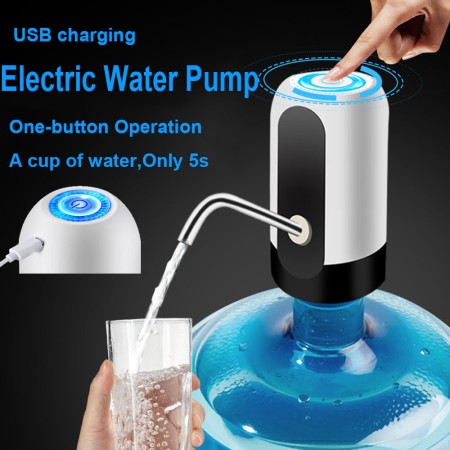 USB charging
Electric Water Pump
One-button Operation
A cup of water,Only 5s